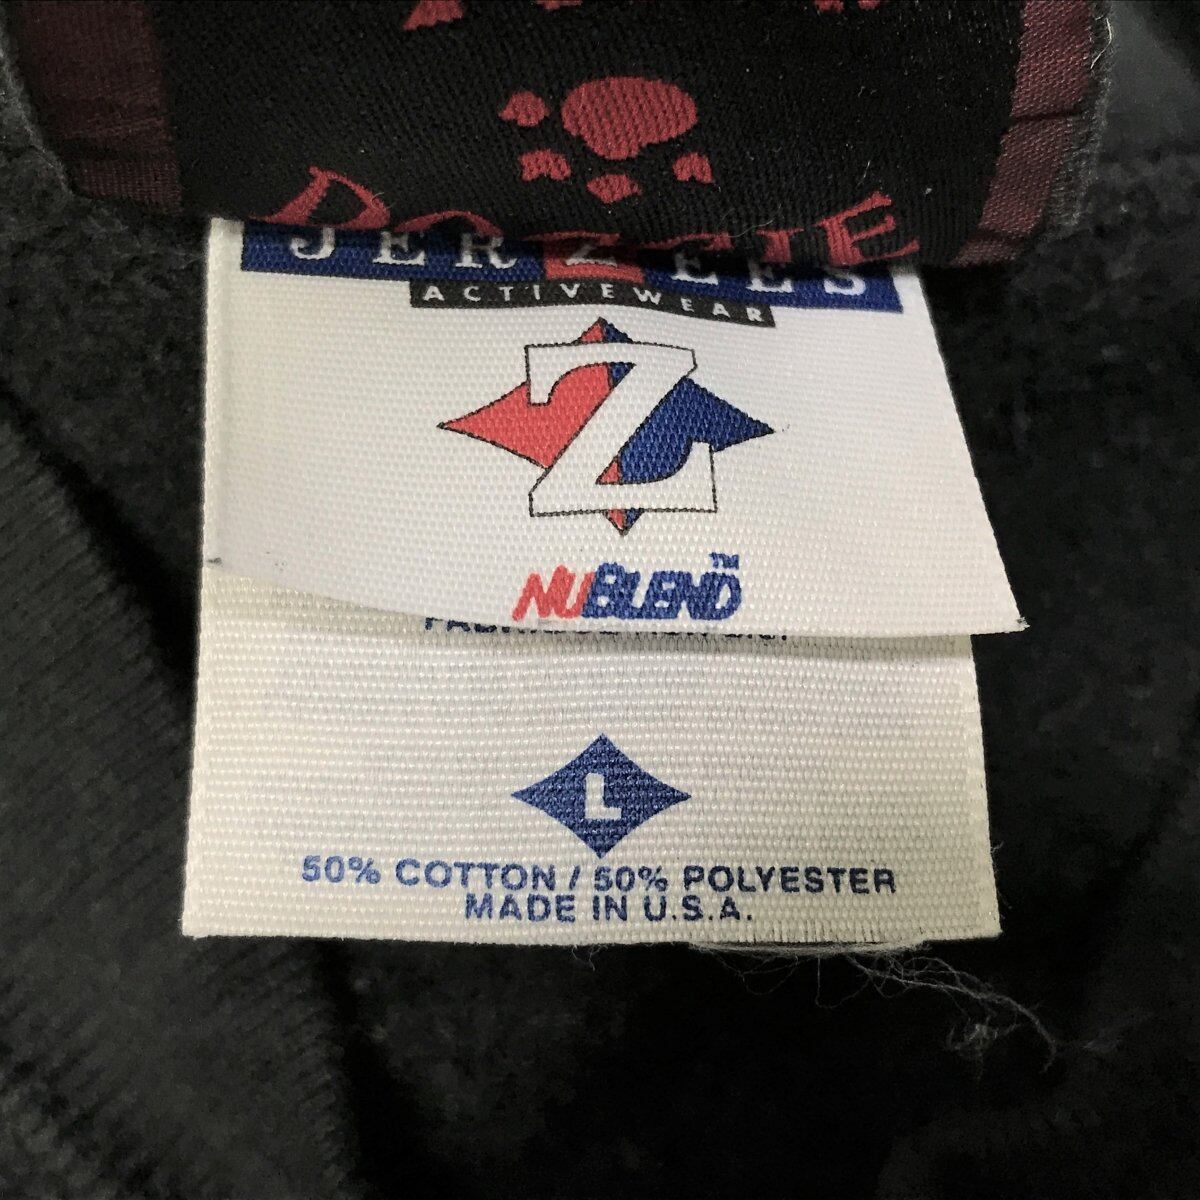 JERZEES
ACTIVEWEAR
Z
NUBLEND™
L
50% COTTON / 50% POLYESTER
MADE IN U.S.A.